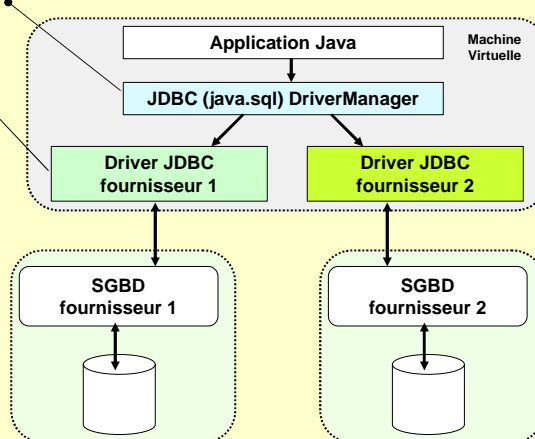 Application Java
Machine
Virtuelle
JDBC (java.sql) DriverManager
Driver JDBC
fournisseur 1
Driver JDBC
fournisseur 2
SGBD
fournisseur 1
SGBD
fournisseur 2